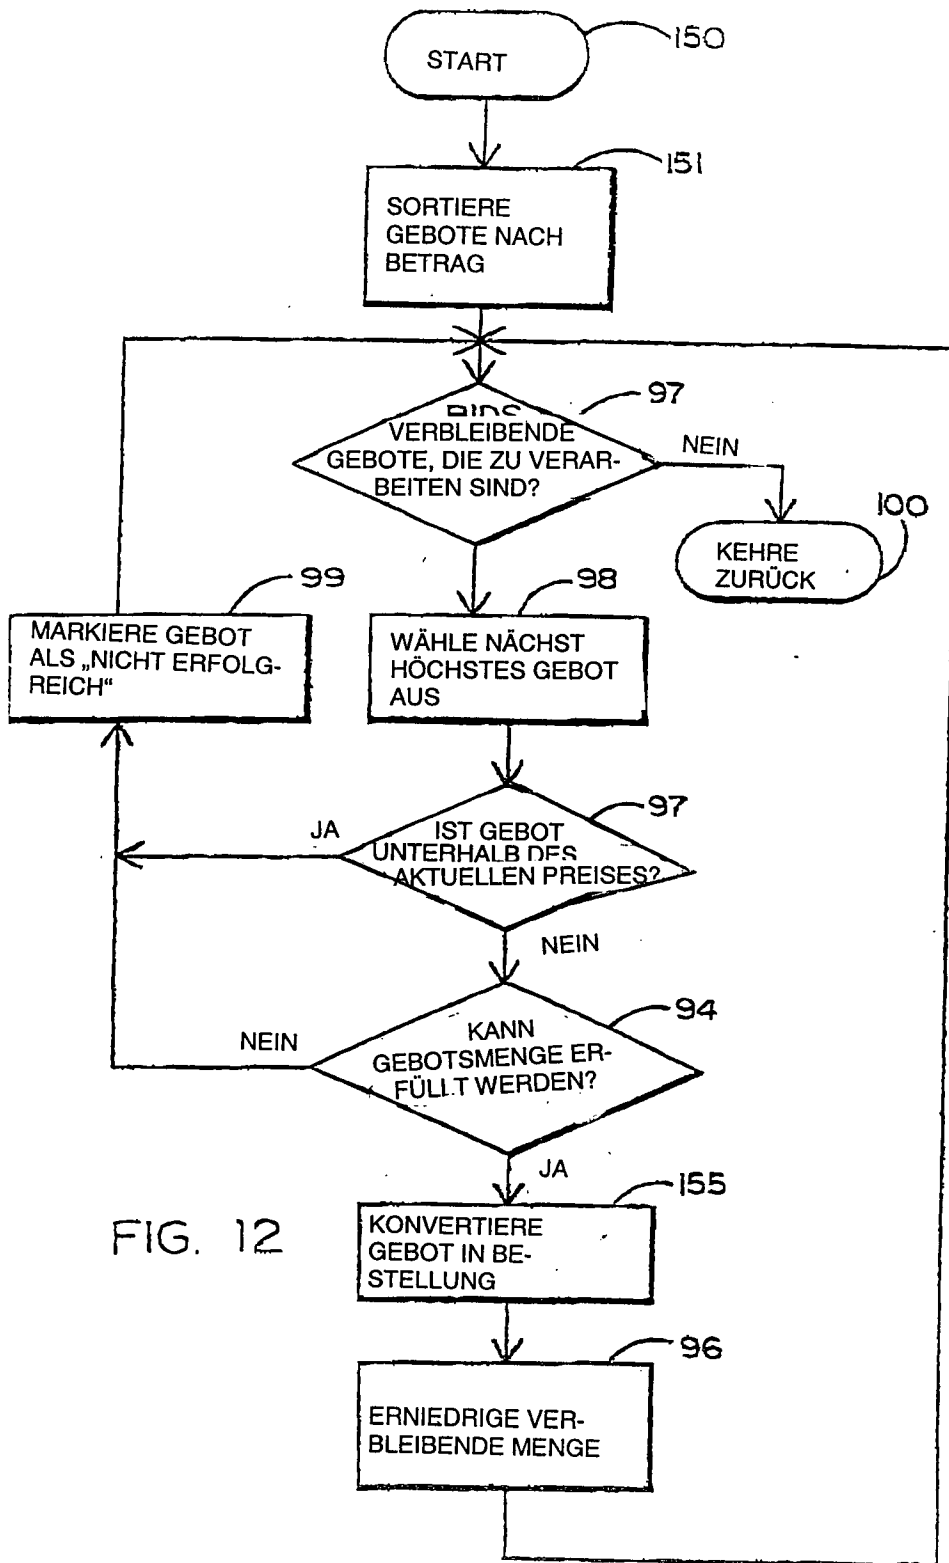 150
START
151
SORTIERE
GEBOTE NACH
BETRAG
97
VERBLEIBENDE
GEBOTE, DIE ZU VERAR-
BEITEN SIND?
NEIN
100
KEHRE
ZURÜCK
99
MARKIERE GEBOT
ALS „NICHT ERFOLG-
REICH“
98
WÄHLE NÄCHST
HÖCHSTES GEBOT
AUS
97
JA
IST GEBOT
UNTERHALB DES
AKTUELLEN PREISES?
NEIN
94
NEIN
KANN
GEBOTSMENGE ER-
FÜLLT WERDEN?
JA
155
KONVERTIERE
GEBOT IN BE-
STELLUNG
FIG. 12
96
ERNIEDRIGE VER-
BLEIBENDE MENGE